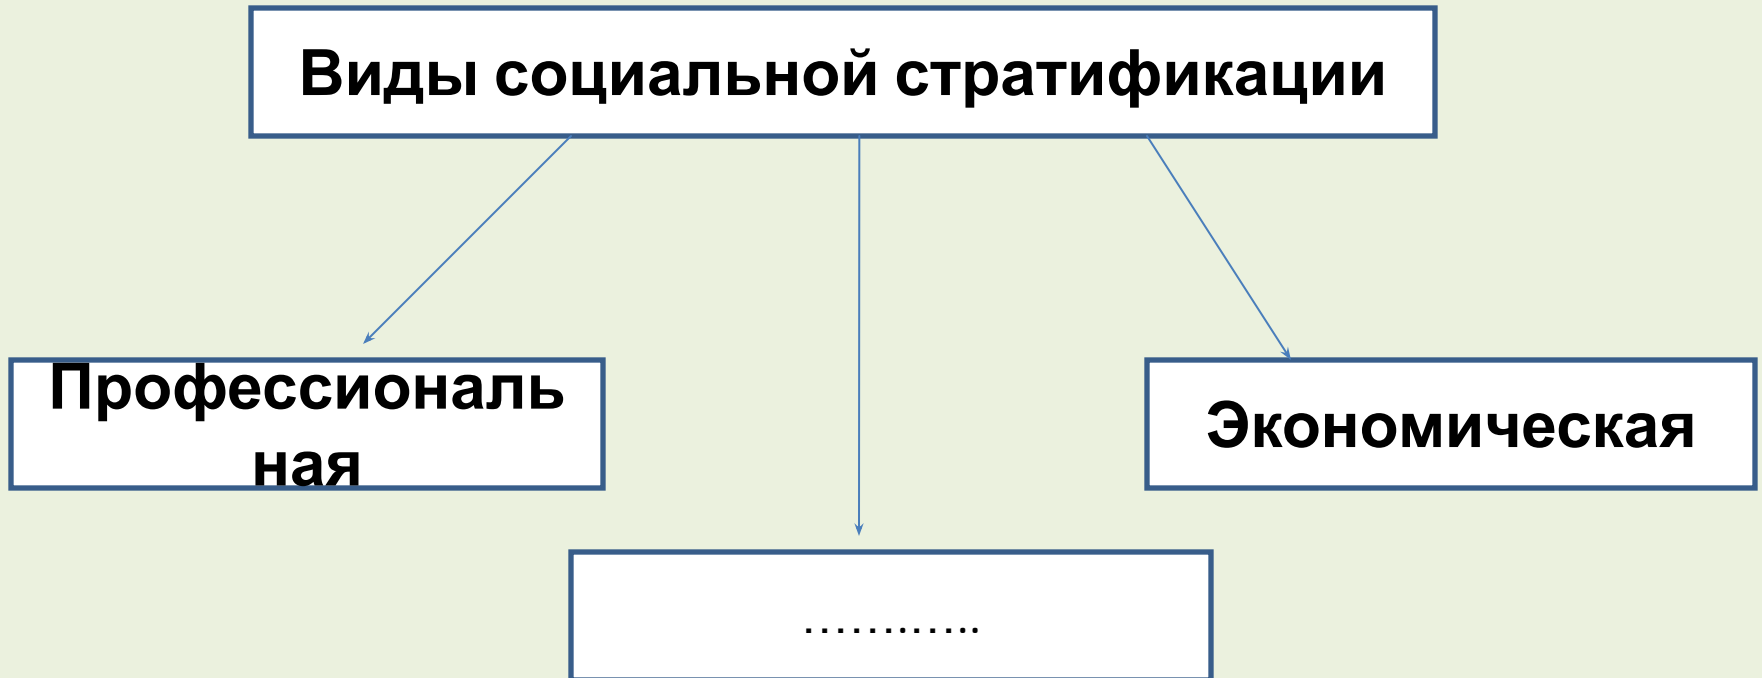 Виды социальной стратификации
Профессиональ
ная
Экономическая
………….